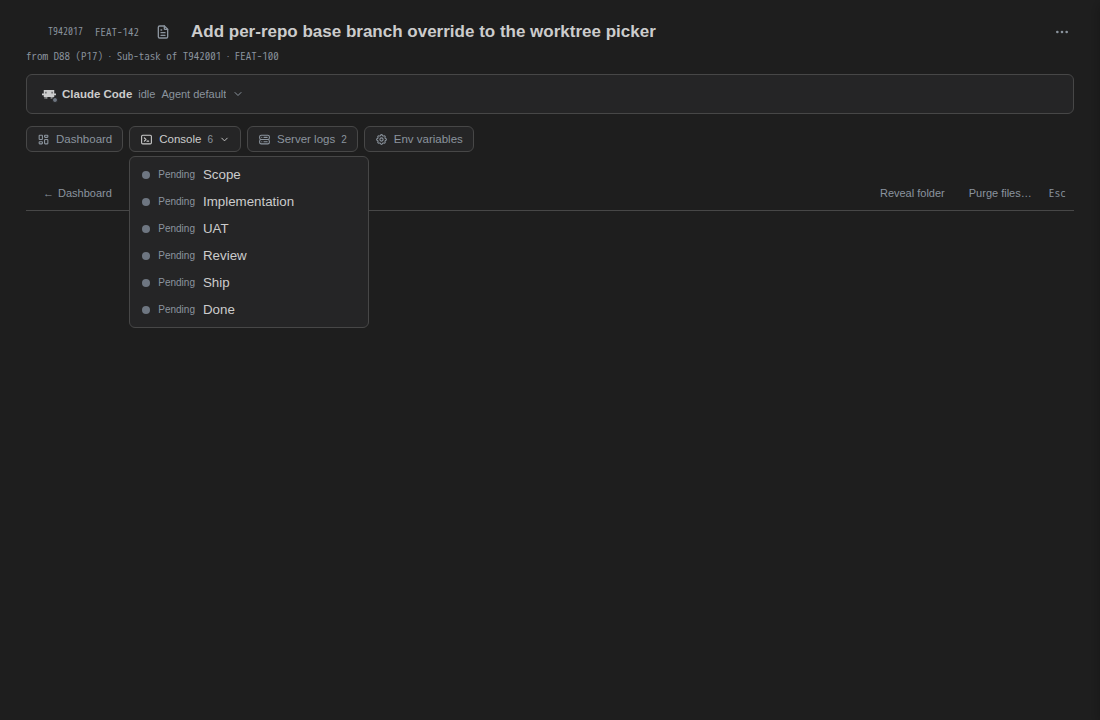 T942017 FEAT-142 Add per-repo base branch override to the worktree picker
from D88 (P17) · Sub-task of T942001 · FEAT-100
Claude Code idle Agent default
Dashboard Console 6 Server logs 2 Env variables
← Dashboard Reveal folder Purge files… Esc
Pending Scope
Pending Implementation
Pending UAT
Pending Review
Pending Ship
Pending Done